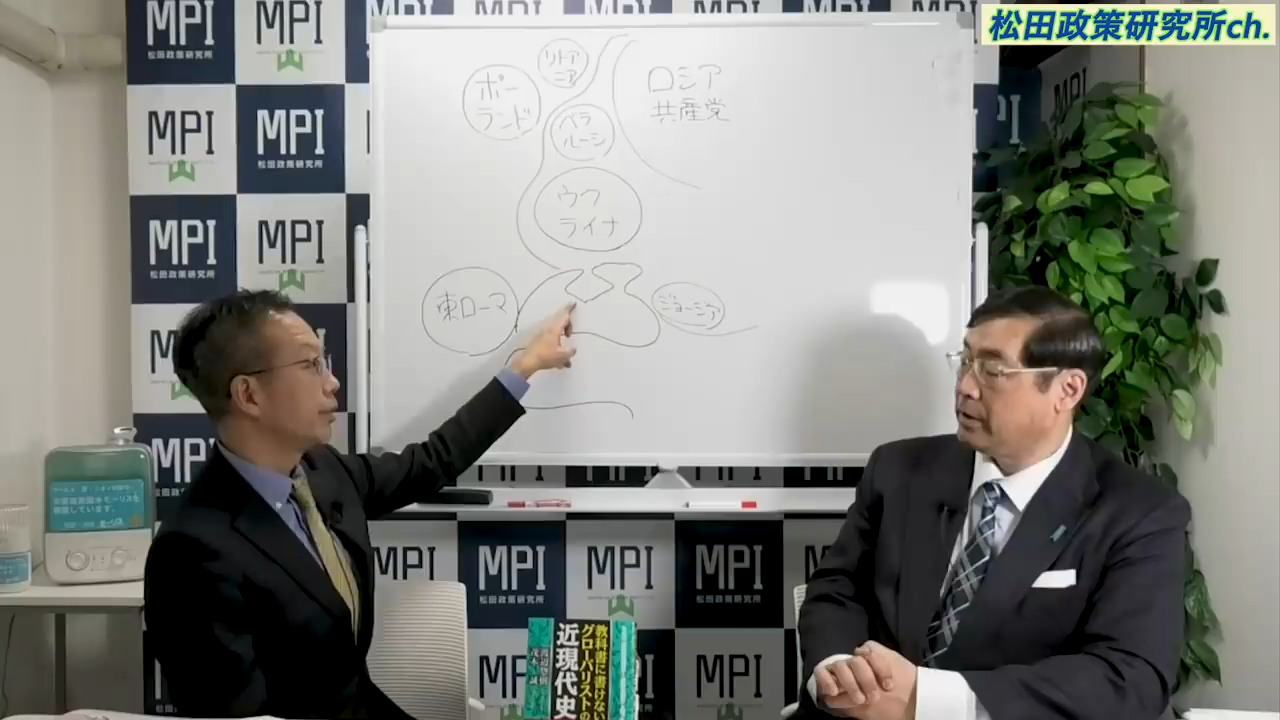 松田政策研究所ch.
MPI
松田政策研究所
リトア
ニア
ポー
ランド
ロシア
共産党
ベラ
ルーシ
ウク
ライナ
東ローマ
ジョージア
教科書に書けない
グローバリストの
近現代史